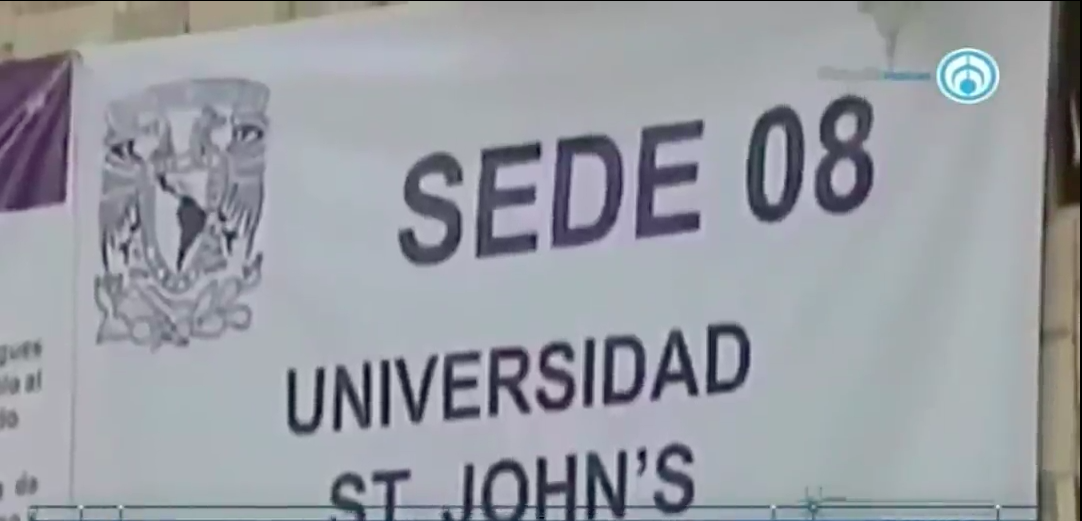 SEDE 08
UNIVERSIDAD
ST. JOHN'S